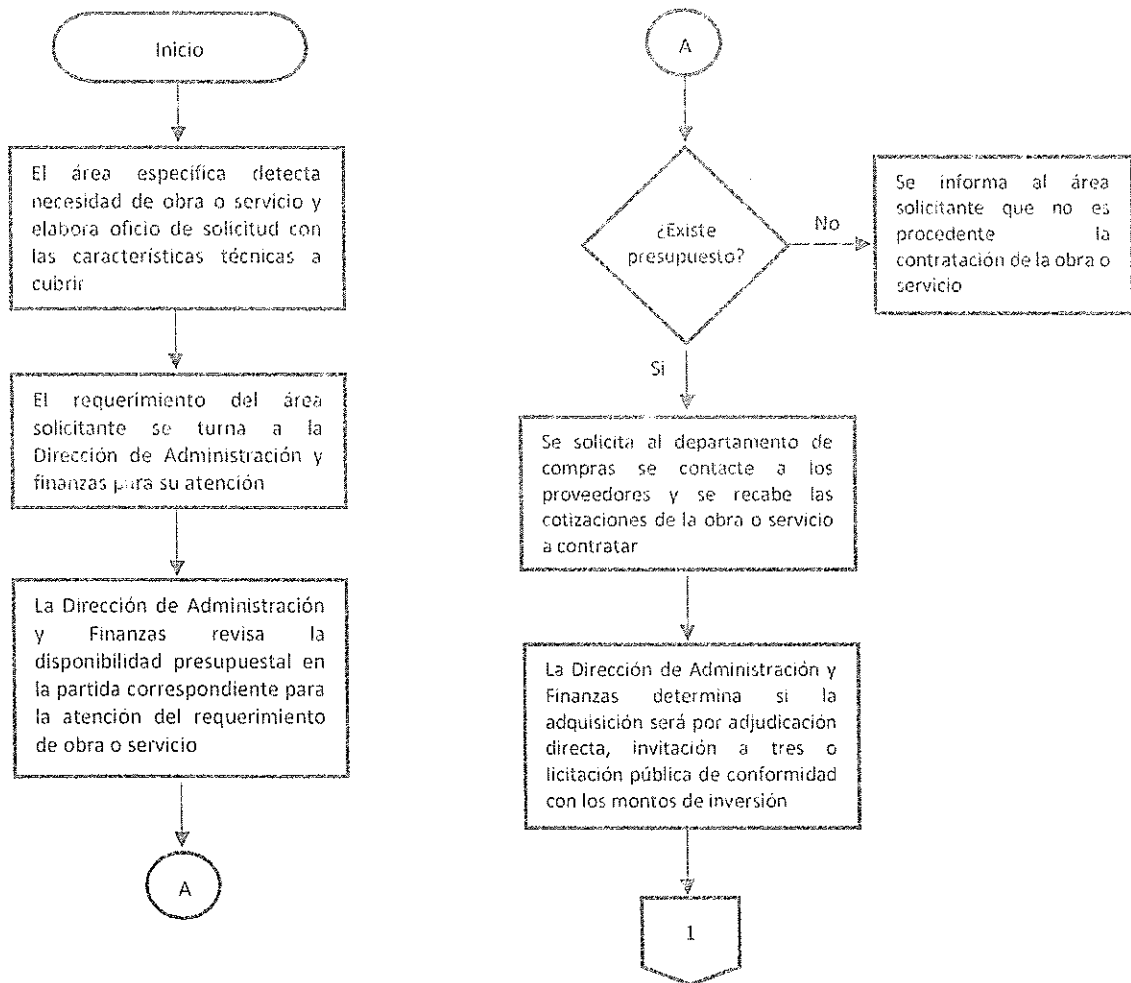 Inicio
El área específica detecta
necesidad de obra o servicio y
elabora oficio de solicitud con
las características técnicas a
cubrir
El requerimiento del área
solicitante se turna a la
Dirección de Administración y
finanzas para su atención
La Dirección de Administración
y Finanzas revisa la
disponibilidad presupuestal en
la partida correspondiente para
la atención del requerimiento
de obra o servicio
A
A
¿Existe
presupuesto?
No
Se informa al área
solicitante que no es
procedente la
contratación de la obra o
servicio
Si
Se solicita al departamento de
compras se contacte a los
proveedores y se recabe las
cotizaciones de la obra o servicio
a contratar
La Dirección de Administración y
Finanzas determina si la
adquisición será por adjudicación
directa, invitación a tres o
licitación pública de conformidad
con los montos de inversión
1